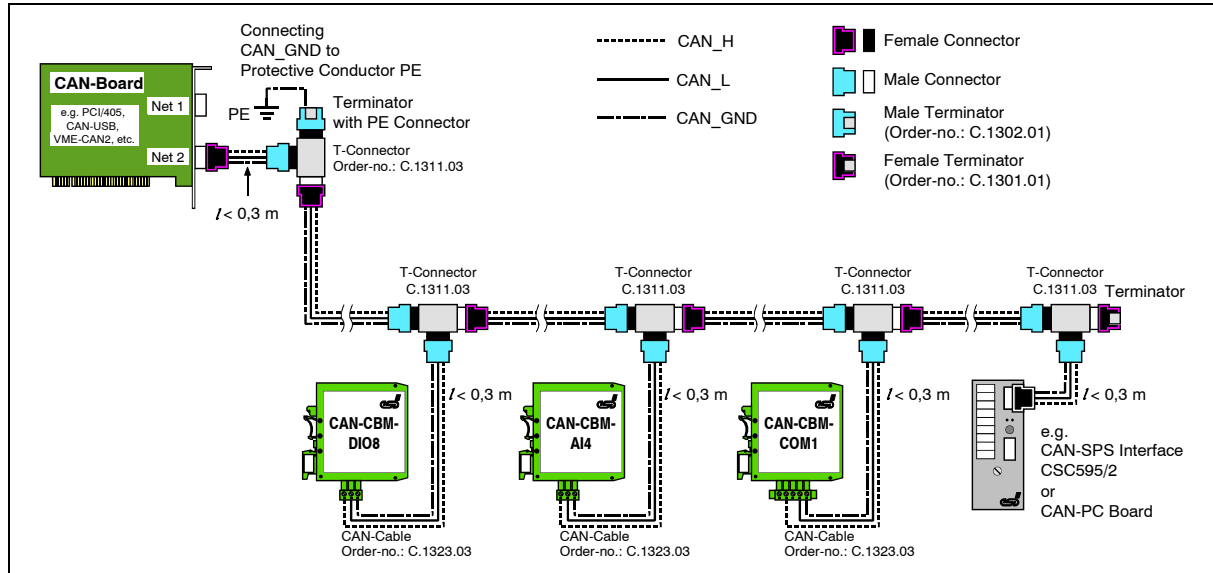 Connecting
CAN_GND to
Protective Conductor PE
CAN_H
CAN_L
CAN_GND
Female Connector
Male Connector
Male Terminator
(Order-no.: C.1302.01)
Female Terminator
(Order-no.: C.1301.01)
CAN-Board
e.g. PCI/405,
CAN-USB,
VME-CAN2, etc.
Net 1
Net 2
PE
Terminator
with PE Connector
T-Connector
Order-no.: C.1311.03
l < 0,3 m
T-Connector
C.1311.03
T-Connector
C.1311.03
T-Connector
C.1311.03
T-Connector
C.1311.03
Terminator
l < 0,3 m
l < 0,3 m
l < 0,3 m
l < 0,3 m
esd
CAN-CBM-
DIO8
esd
CAN-CBM-
AI4
esd
CAN-CBM-
COM1
e.g.
CAN-SPS Interface
CSC595/2
or
CAN-PC Board
esd
CAN-Cable
Order-no.: C.1323.03
CAN-Cable
Order-no.: C.1323.03
CAN-Cable
Order-no.: C.1323.03